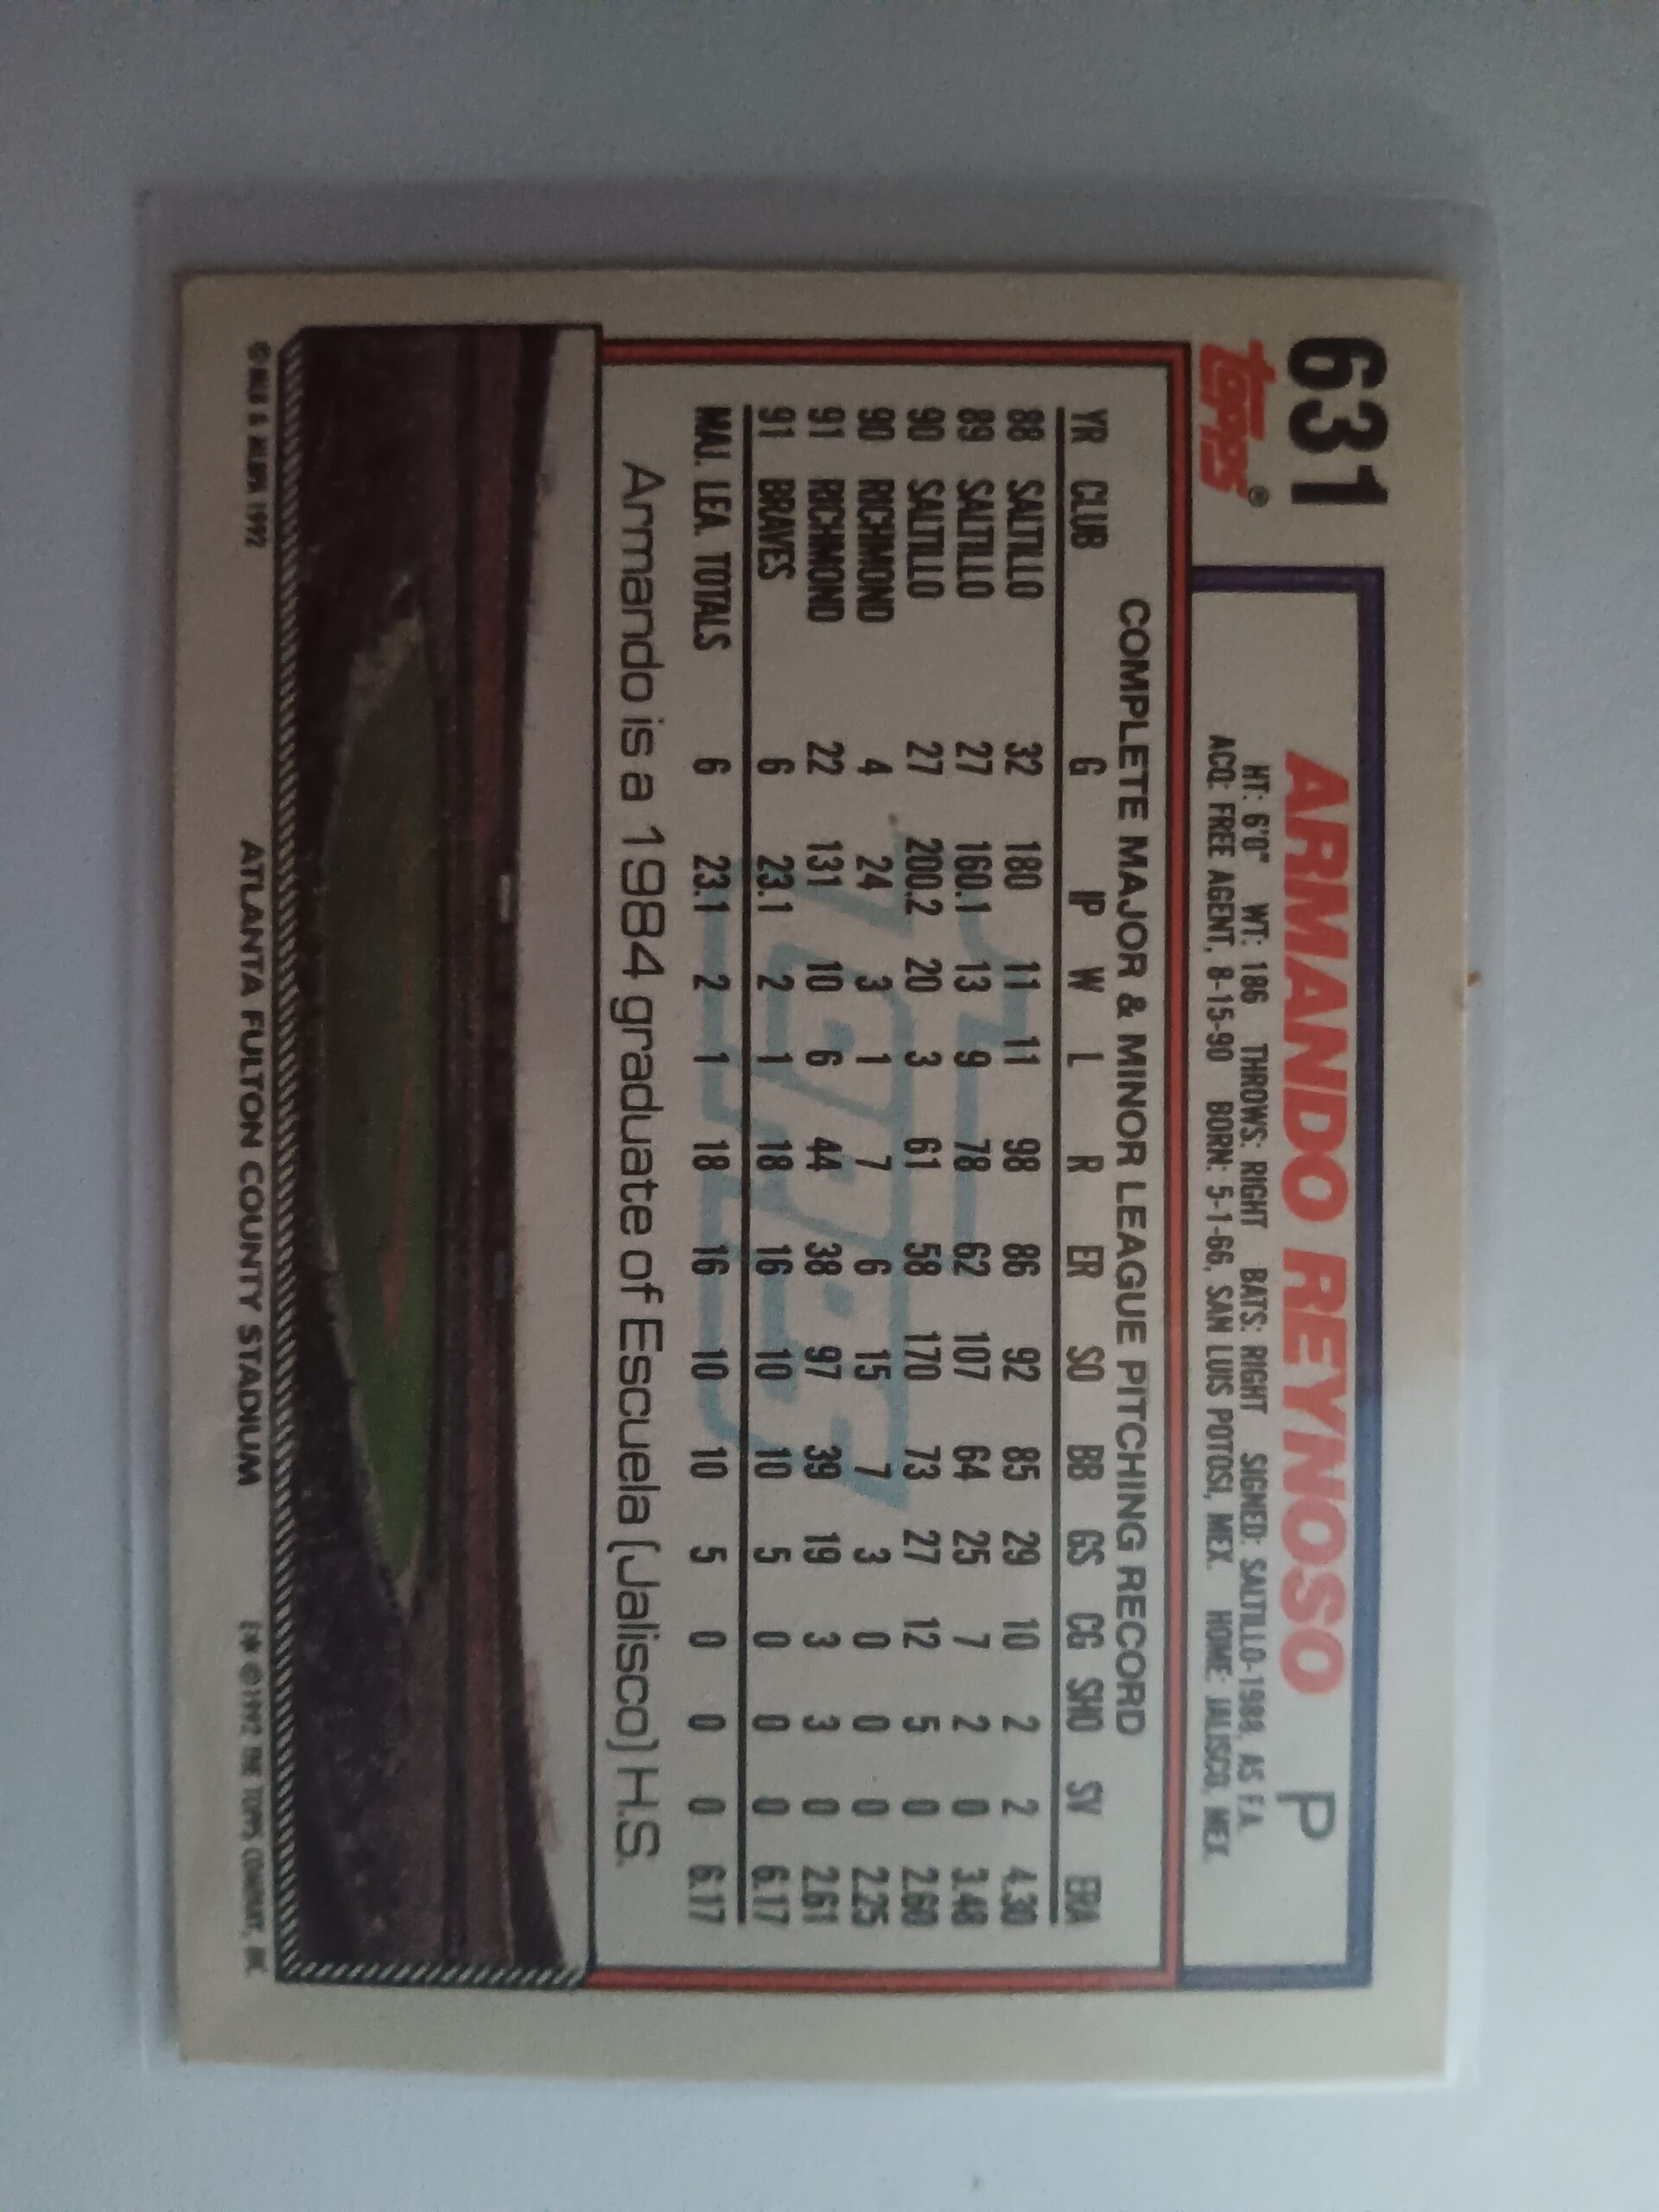 631
topps®
ARMANDO REYNOSO P
HT: 6'0" WT: 186 THROWS: RIGHT BATS: RIGHT SIGNED: SALTILLO-1988, AS F.A.
ACQ: FREE AGENT, 8-15-90 BORN: 5-1-66, SAN LUIS POTOSI, MEX. HOME: JALISCO, MEX.
COMPLETE MAJOR & MINOR LEAGUE PITCHING RECORD
YR CLUB G IP W L R ER SO BB GS CG SHO SV ERA
88 SALTILLO 32 180 11 11 98 86 92 85 29 10 2 2 4.30
89 SALTILLO 27 160.1 13 9 78 62 107 64 25 7 2 0 3.48
90 SALTILLO 27 200.2 20 3 61 58 170 73 27 12 5 0 2.60
90 RICHMOND 4 24 3 1 7 6 15 7 3 0 0 0 2.25
91 RICHMOND 22 131 10 6 44 38 97 39 19 3 3 0 2.61
91 BRAVES 6 23.1 2 1 18 16 10 10 5 0 0 0 6.17
MAJ. LEA. TOTALS 6 23.1 2 1 18 16 10 10 5 0 0 0 6.17
Armando is a 1984 graduate of Escuela (Jalisco) H.S.
© MLB & MLBPA 1992 ATLANTA FULTON COUNTY STADIUM ©1992 THE TOPPS COMPANY, INC.